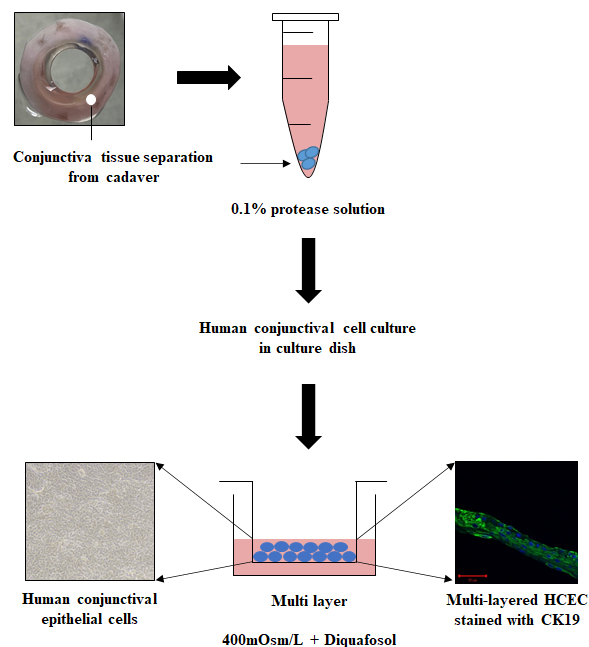 Conjunctiva tissue separation
from cadaver
0.1% protease solution
Human conjunctival cell culture
in culture dish
Human conjunctival
epithelial cells
Multi layer
400mOsm/L + Diquafosol
Multi-layered HCEC
stained with CK19